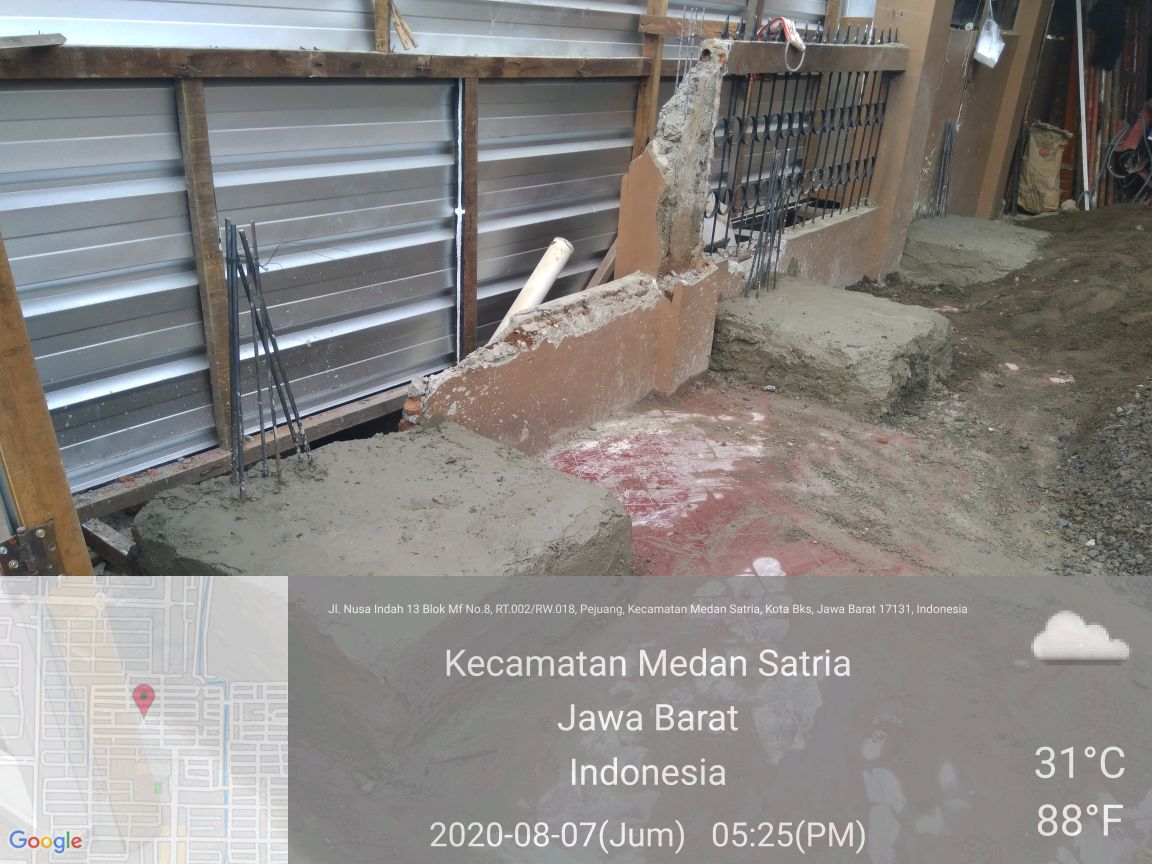 Jl. Nusa Indah 13 Blok Mf No.8, RT.002/RW.018, Pejuang, Kecamatan Medan Satria, Kota Bks, Jawa Barat 17131, Indonesia
Kecamatan Medan Satria
Jawa Barat
Indonesia
2020-08-07(Jum) 05:25(PM)
31°C
88°F
Google